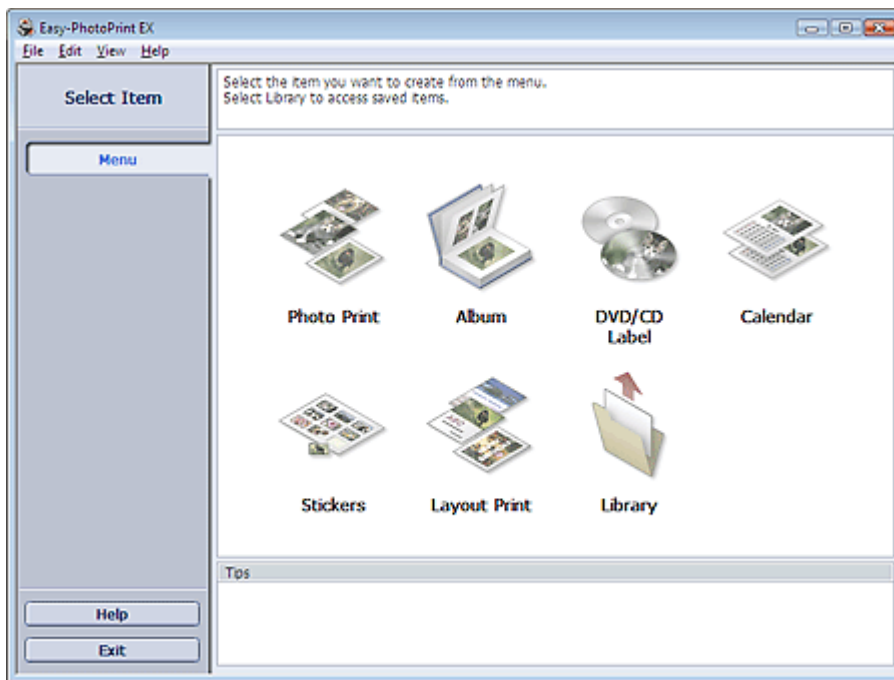 Easy-PhotoPrint EX
File Edit View Help
Select Item
Select the item you want to create from the menu.
Select Library to access saved items.
Menu
Photo Print
Album
DVD/CD
Label
Calendar
Stickers
Layout Print
Library
Tips
Help
Exit